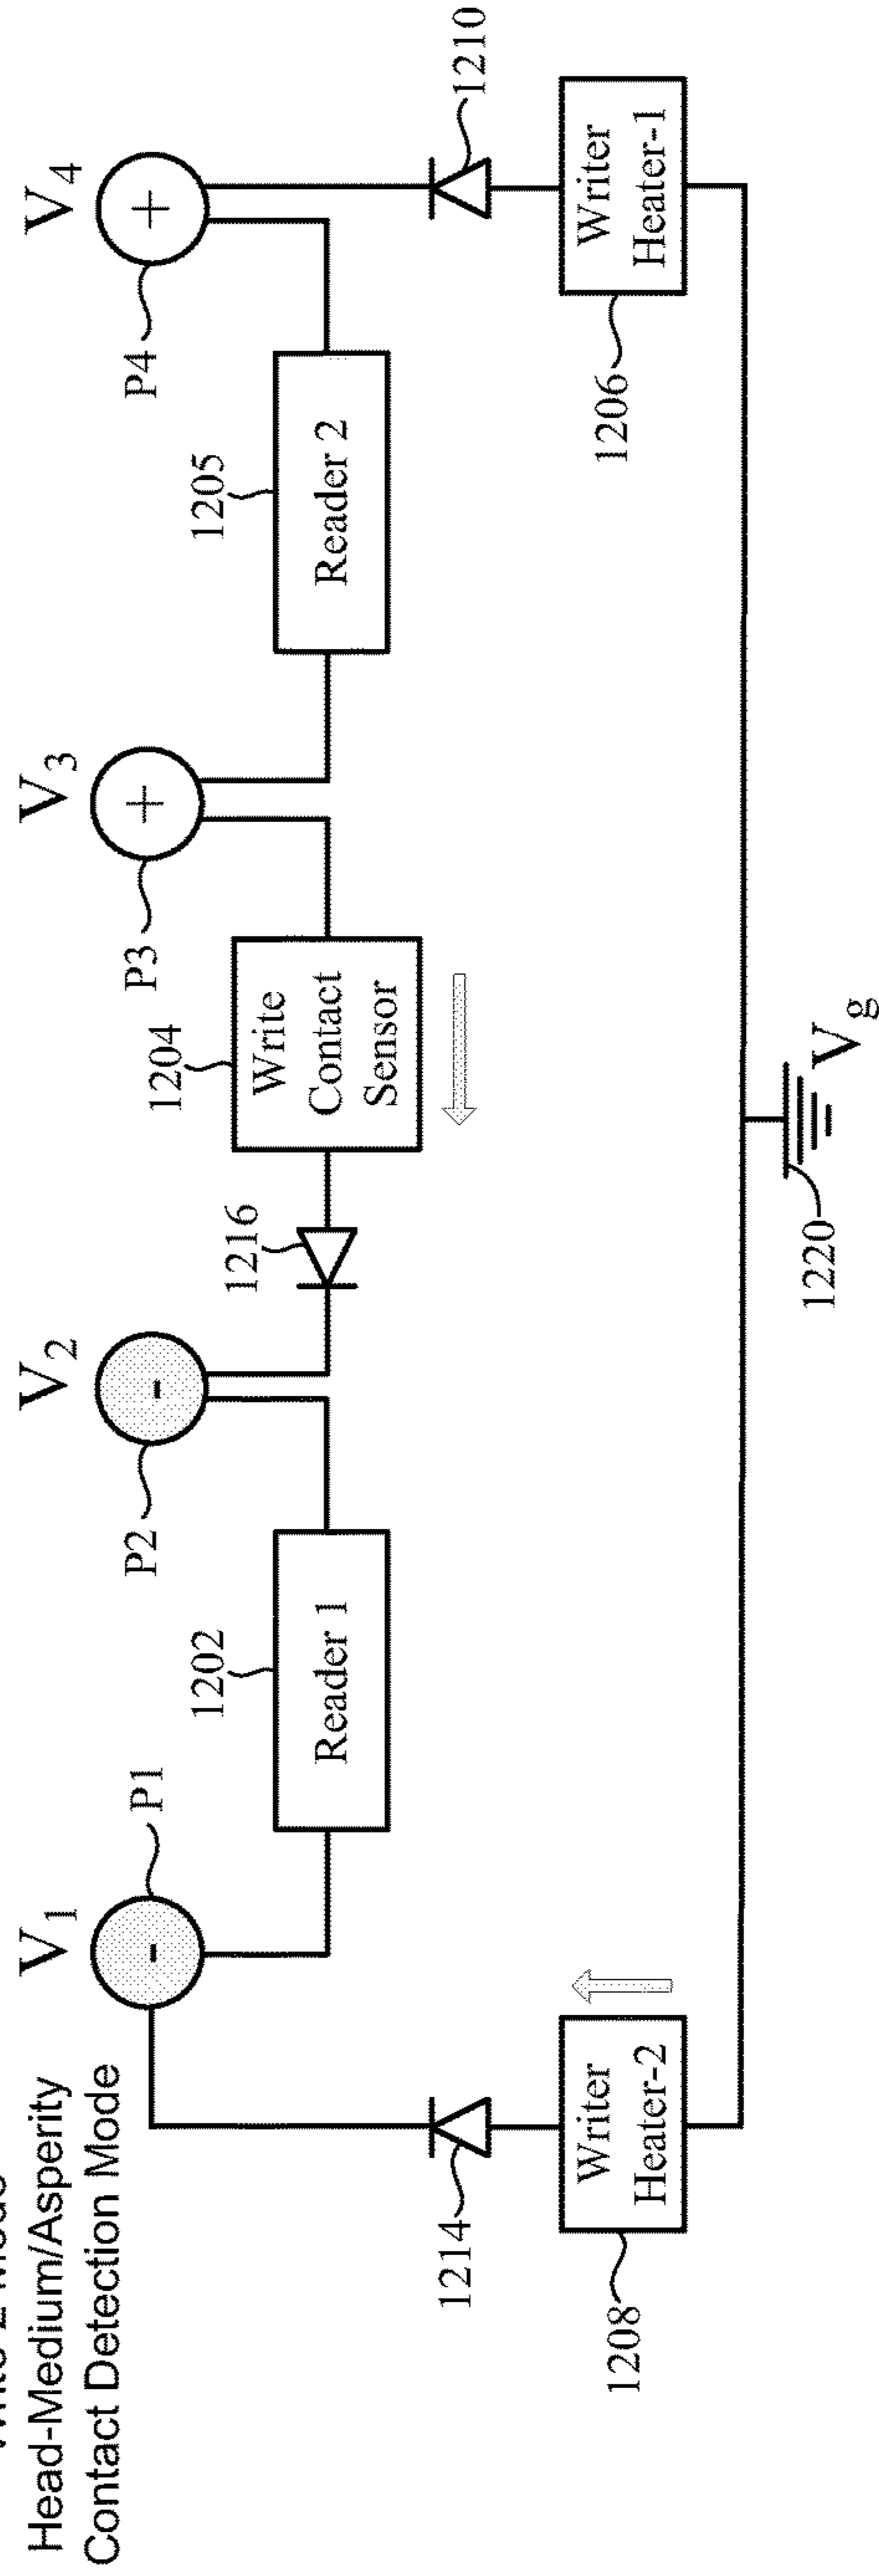 Head-Medium/Asperity
Contact Detection Mode
V1
P1
V2
P2
V3
P3
V4
P4
1202
Reader 1
1216
1204
Write
Contact
Sensor
1205
Reader 2
1214
1210
Writer
Heater-2
1208
Writer
Heater-1
1206
1220
Vg